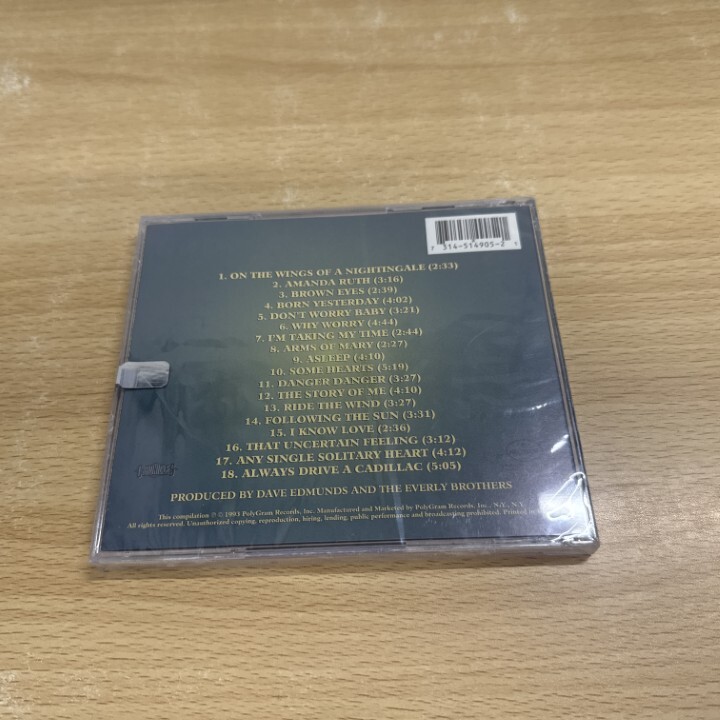 7 314-514905-2 1
1. ON THE WINGS OF A NIGHTINGALE (2:33)
2. AMANDA RUTH (3:16)
3. BROWN EYES (2:39)
4. BORN YESTERDAY (4:02)
5. DON'T WORRY BABY (3:21)
6. WHY WORRY (4:44)
7. I'M TAKING MY TIME (2:44)
8. ARMS OF MARY (2:27)
9. ASLEEP (4:10)
10. SOME HEARTS (5:19)
11. DANGER DANGER (3:27)
12. THE STORY OF ME (4:10)
13. RIDE THE WIND (3:27)
14. FOLLOWING THE SUN (3:31)
15. I KNOW LOVE (2:36)
16. THAT UNCERTAIN FEELING (3:12)
17. ANY SINGLE SOLITARY HEART (4:12)
18. ALWAYS DRIVE A CADILLAC (5:05)
PRODUCED BY DAVE EDMUNDS AND THE EVERLY BROTHERS
This compilation ℗ © 1993 PolyGram Records, Inc. Manufactured and Marketed by PolyGram Records, Inc., N.Y., N.Y.
All rights reserved. Unauthorized copying, reproduction, hiring, lending, public performance and broadcasting prohibited. Printed in